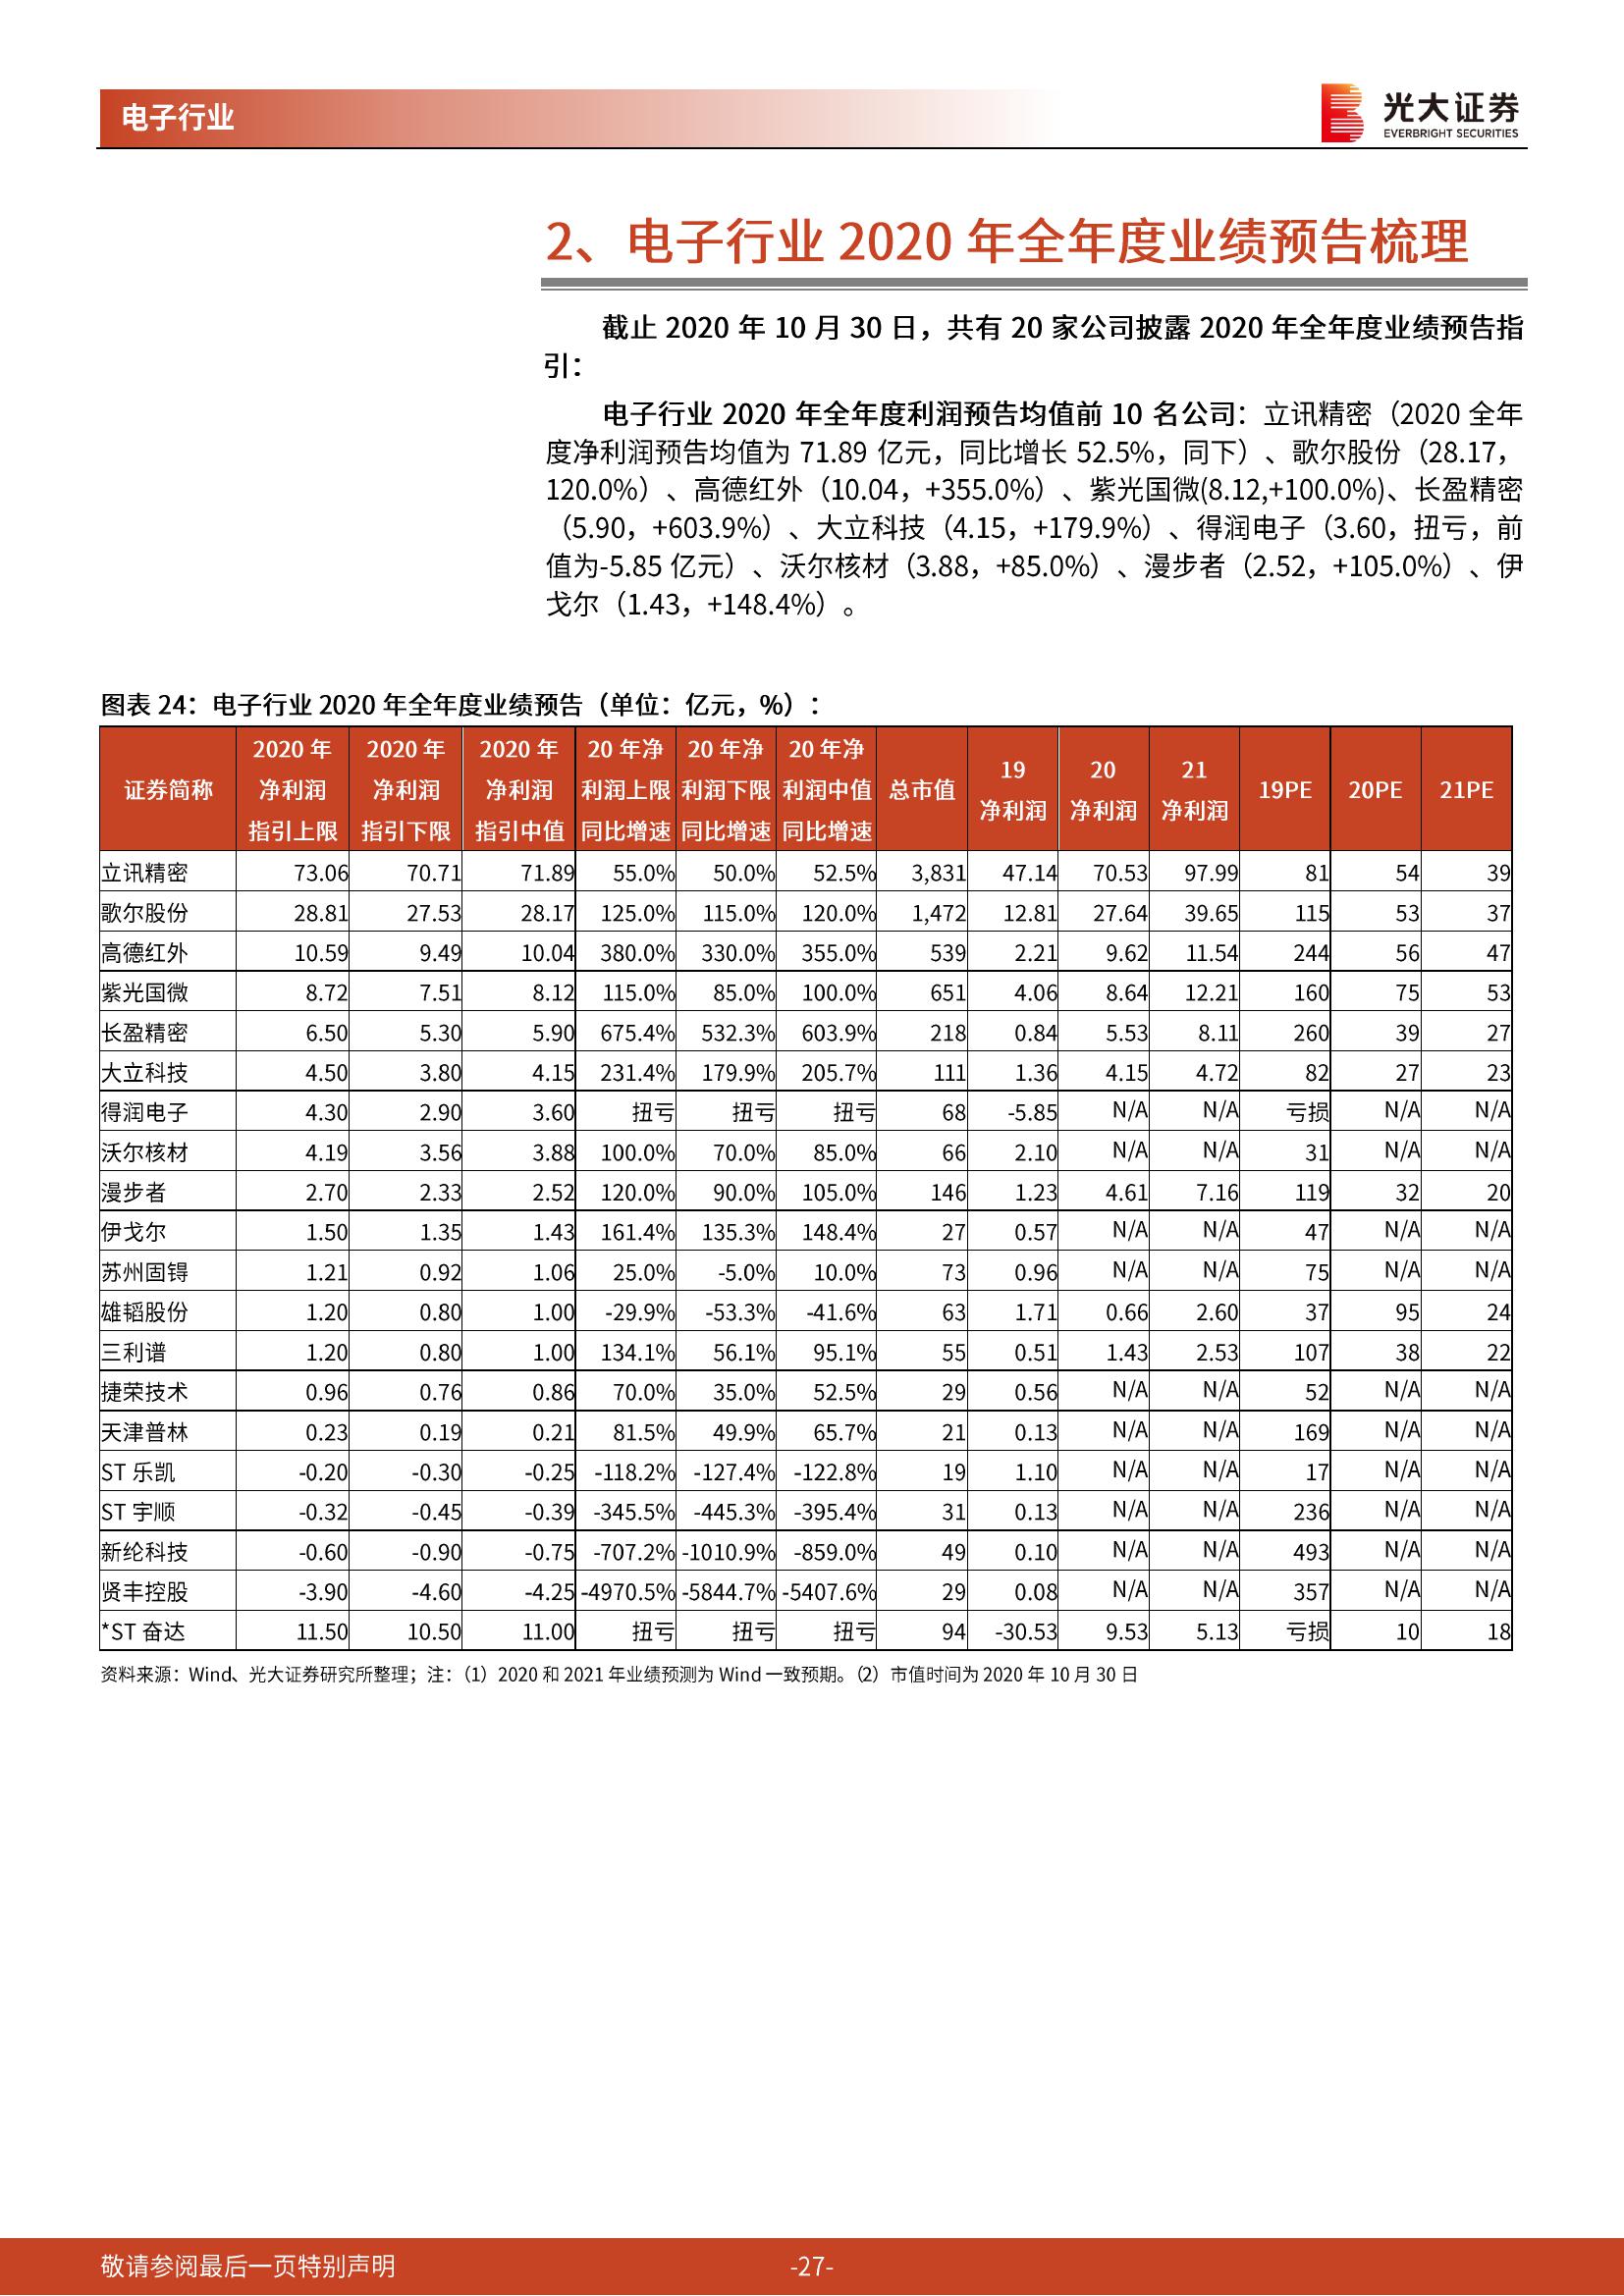 电子行业
光大证券
EVERBRIGHT SECURITIES
2、电子行业 2020 年全年度业绩预告梳理
截止 2020 年 10 月 30 日，共有 20 家公司披露 2020 年全年度业绩预告指
引：
电子行业 2020 年全年度利润预告均值前 10 名公司：立讯精密（2020 全年
度净利润预告均值为 71.89 亿元，同比增长 52.5%，同下）、歌尔股份（28.17，
120.0%）、高德红外（10.04，+355.0%）、紫光国微(8.12,+100.0%)、长盈精密
（5.90，+603.9%）、大立科技（4.15，+179.9%）、得润电子（3.60，扭亏，前
值为-5.85 亿元）、沃尔核材（3.88，+85.0%）、漫步者（2.52，+105.0%）、伊
戈尔（1.43，+148.4%）。
图表 24：电子行业 2020 年全年度业绩预告（单位：亿元，%）：
证券简称 2020 年净利润指引上限 2020 年净利润指引下限 2020 年净利润指引中值 20 年净利润上限同比增速 20 年净利润下限同比增速 20 年净利润中值同比增速 总市值 19净利润 20净利润 21净利润 19PE 20PE 21PE
立讯精密 73.06 70.71 71.89 55.0% 50.0% 52.5% 3,831 47.14 70.53 97.99 81 54 39
歌尔股份 28.81 27.53 28.17 125.0% 115.0% 120.0% 1,472 12.81 27.64 39.65 115 53 37
高德红外 10.59 9.49 10.04 380.0% 330.0% 355.0% 539 2.21 9.62 11.54 244 56 47
紫光国微 8.72 7.51 8.12 115.0% 85.0% 100.0% 651 4.06 8.64 12.21 160 75 53
长盈精密 6.50 5.30 5.90 675.4% 532.3% 603.9% 218 0.84 5.53 8.11 260 39 27
大立科技 4.50 3.80 4.15 231.4% 179.9% 205.7% 111 1.36 4.15 4.72 82 27 23
得润电子 4.30 2.90 3.60 扭亏 扭亏 扭亏 68 -5.85 N/A N/A 亏损 N/A N/A
沃尔核材 4.19 3.56 3.88 100.0% 70.0% 85.0% 66 2.10 N/A N/A 31 N/A N/A
漫步者 2.70 2.33 2.52 120.0% 90.0% 105.0% 146 1.23 4.61 7.16 119 32 20
伊戈尔 1.50 1.35 1.43 161.4% 135.3% 148.4% 27 0.57 N/A N/A 47 N/A N/A
苏州固锝 1.21 0.92 1.06 25.0% -5.0% 10.0% 73 0.96 N/A N/A 75 N/A N/A
雄韬股份 1.20 0.80 1.00 -29.9% -53.3% -41.6% 63 1.71 0.66 2.60 37 95 24
三利谱 1.20 0.80 1.00 134.1% 56.1% 95.1% 55 0.51 1.43 2.53 107 38 22
捷荣技术 0.96 0.76 0.86 70.0% 35.0% 52.5% 29 0.56 N/A N/A 52 N/A N/A
天津普林 0.23 0.19 0.21 81.5% 49.9% 65.7% 21 0.13 N/A N/A 169 N/A N/A
ST 乐凯 -0.20 -0.30 -0.25 -118.2% -127.4% -122.8% 19 1.10 N/A N/A 17 N/A N/A
ST 宇顺 -0.32 -0.45 -0.39 -345.5% -445.3% -395.4% 31 0.13 N/A N/A 236 N/A N/A
新纶科技 -0.60 -0.90 -0.75 -707.2% -1010.9% -859.0% 49 0.10 N/A N/A 493 N/A N/A
贤丰控股 -3.90 -4.60 -4.25 -4970.5% -5844.7% -5407.6% 29 0.08 N/A N/A 357 N/A N/A
*ST 奋达 11.50 10.50 11.00 扭亏 扭亏 扭亏 94 -30.53 9.53 5.13 亏损 10 18
资料来源：Wind、光大证券研究所整理；注：（1）2020 和 2021 年业绩预测为 Wind 一致预期。（2）市值时间为 2020 年 10 月 30 日
敬请参阅最后一页特别声明
-27-